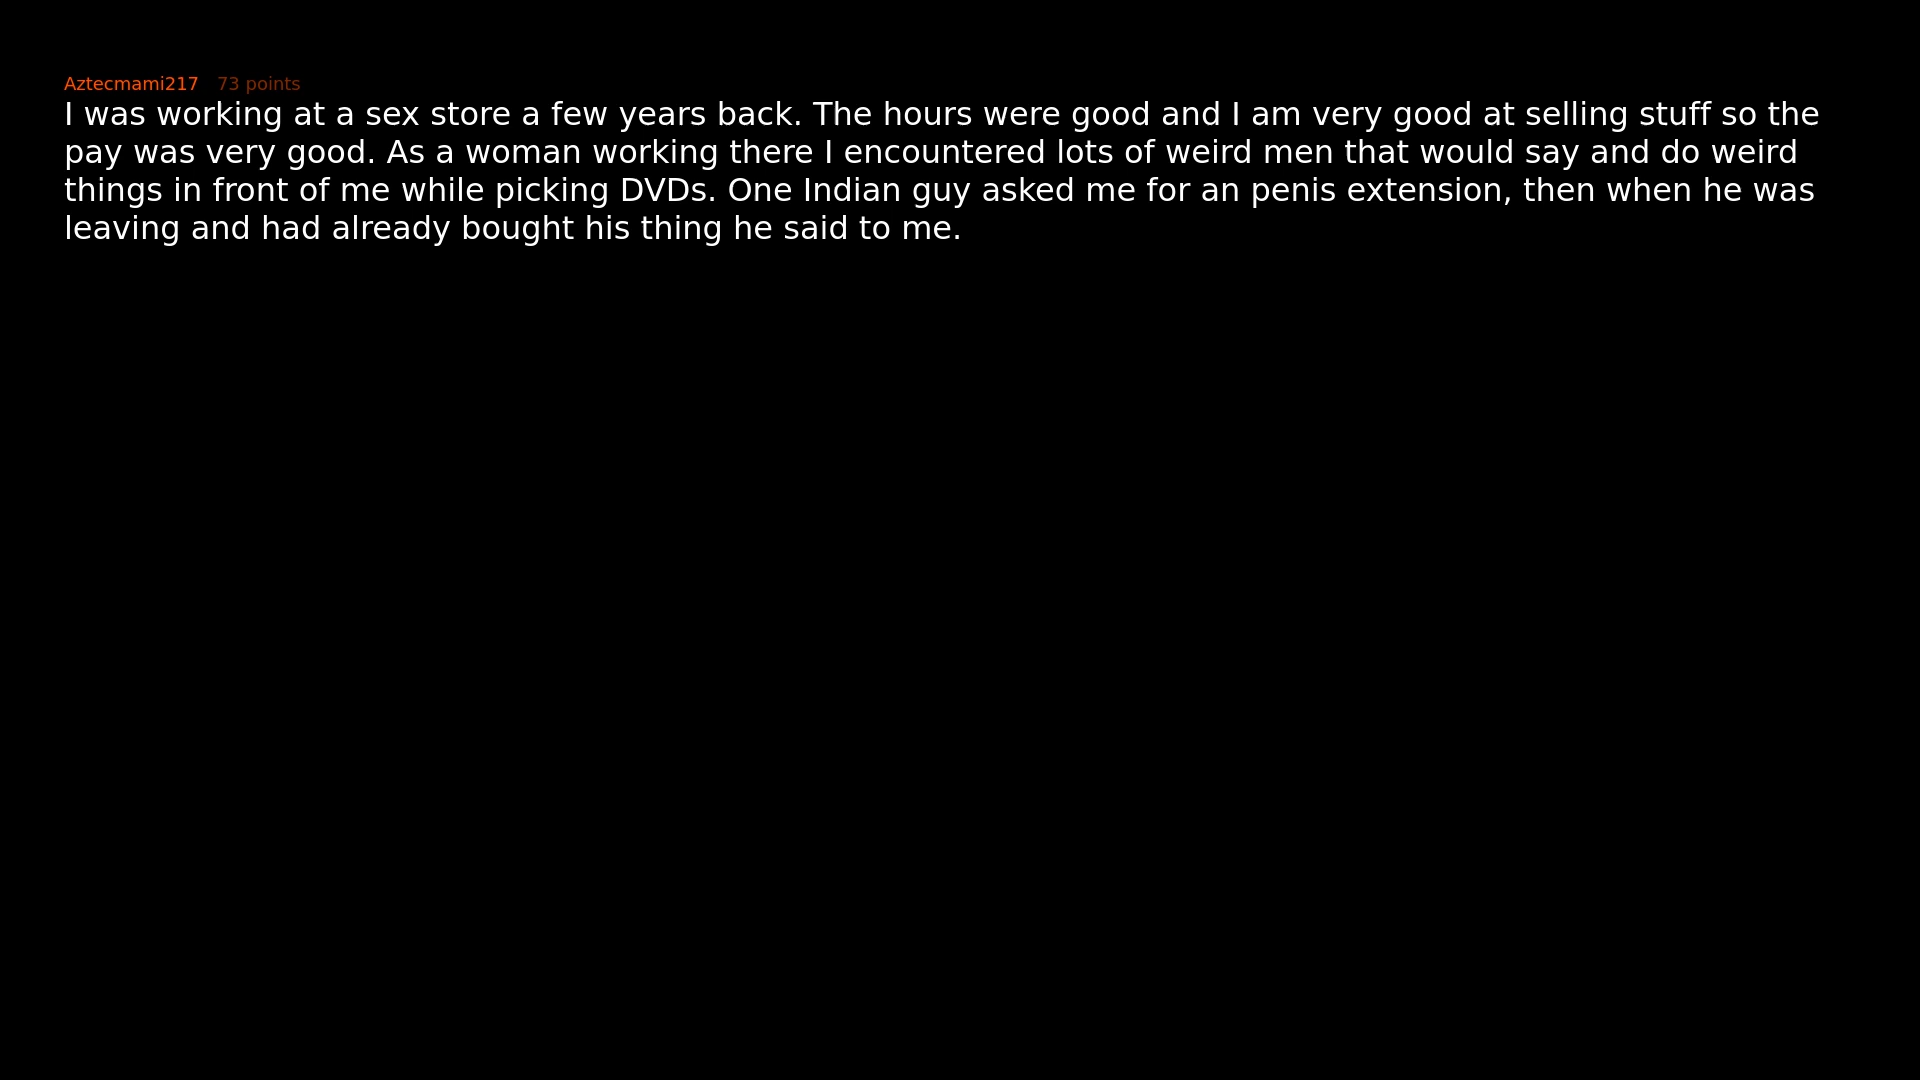 Aztecmami217 73 points
I was working at a sex store a few years back. The hours were good and I am very good at selling stuff so the
pay was very good. As a woman working there I encountered lots of weird men that would say and do weird
things in front of me while picking DVDs. One Indian guy asked me for an penis extension, then when he was
leaving and had already bought his thing he said to me.